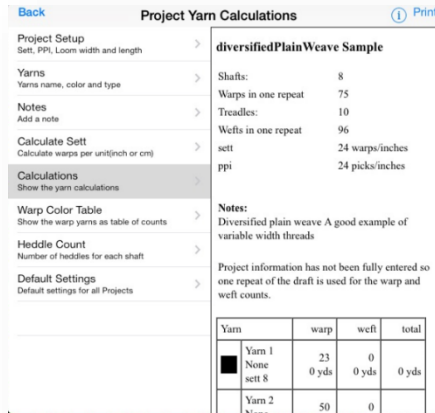 Back
Project Yarn Calculations
Print
Project Setup
Sett, PPI, Loom width and length
Yarns
Yarns name, color and type
Notes
Add a note
Calculate Sett
Calculate warps per unit(inch or cm)
Calculations
Show the yarn calculations
Warp Color Table
Show the warp yarns as table of counts
Heddle Count
Number of heddles for each shaft
Default Settings
Default settings for all Projects
diversifiedPlainWeave Sample
Shafts: 8
Warps in one repeat 75
Treadles: 10
Wefts in one repeat 96
sett 24 warps/inches
ppi 24 picks/inches
Notes:
Diversified plain weave A good example of
variable width threads
Project information has not been fully entered so
one repeat of the draft is used for the warp and
weft counts.
Yarn warp weft total
Yarn 1
None
sett 8
23
0 yds
0
0 yds
0 yds
Yarn 2
50
0